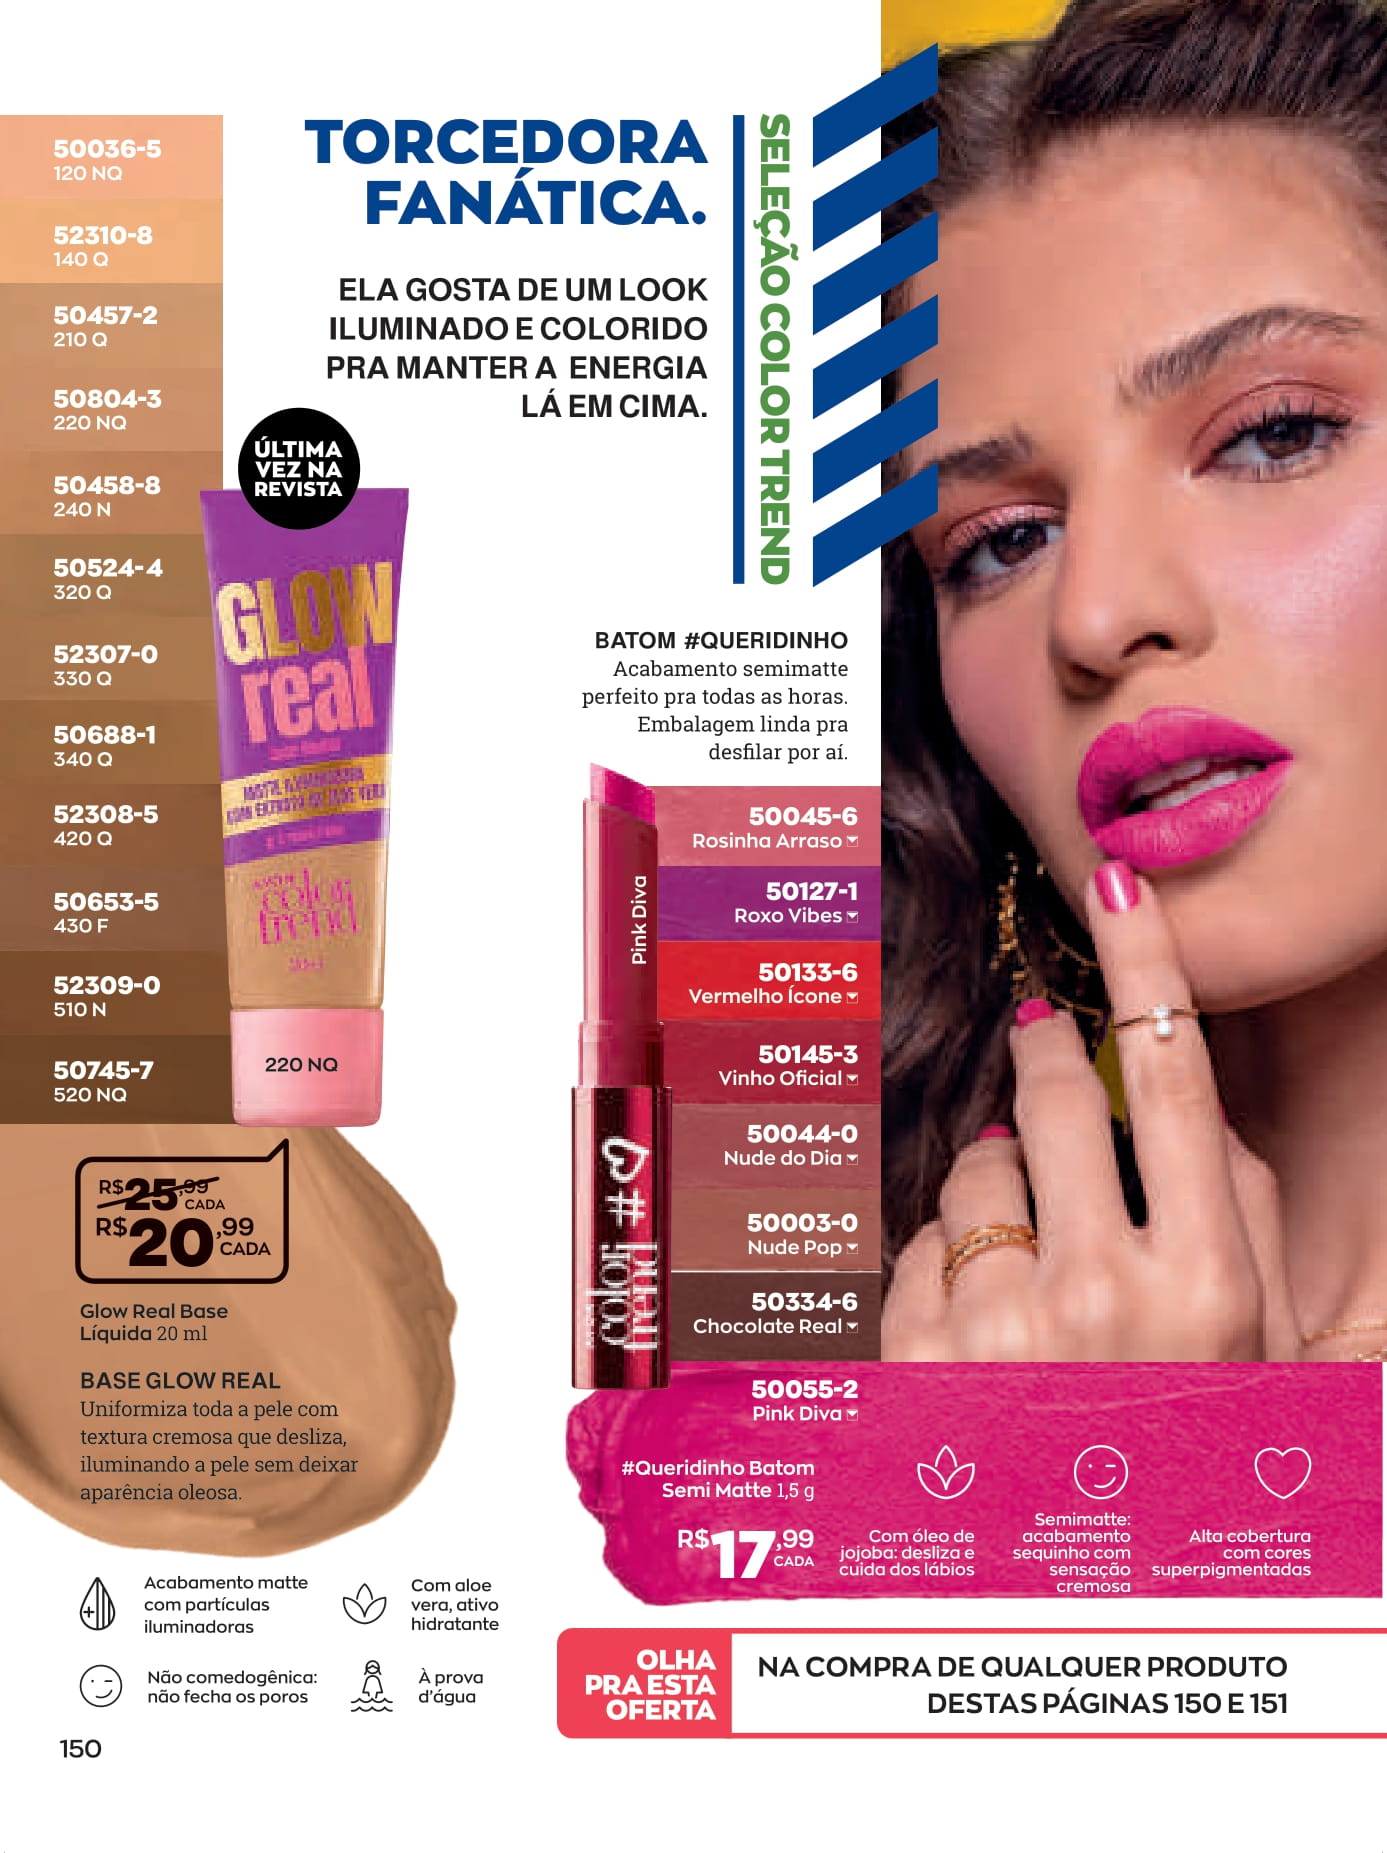 50036-5
120 NQ
52310-8
140 Q
50457-2
210 Q
50804-3
220 NQ
50458-8
240 N
50524-4
320 Q
52307-0
330 Q
50688-1
340 Q
52308-5
420 Q
50653-5
430 F
52309-0
510 N
50745-7
520 NQ
TORCEDORA
FANÁTICA.
ELA GOSTA DE UM LOOK
ILUMINADO E COLORIDO
PRA MANTER A ENERGIA
LÁ EM CIMA.
SELEÇÃO COLOR TREND
ÚLTIMA
VEZ NA
REVISTA
GLOW
real
color
trend
220 NQ
R$25,99
CADA
R$20,99
CADA
Glow Real Base
Líquida 20 ml
BASE GLOW REAL
Uniformiza toda a pele com
textura cremosa que desliza,
iluminando a pele sem deixar
aparência oleosa.
Acabamento matte
com partículas
iluminadoras
Com aloe
vera, ativo
hidratante
Não comedogênica:
não fecha os poros
À prova
d'água
BATOM #QUERIDINHO
Acabamento semimatte
perfeito pra todas as horas.
Embalagem linda pra
desfilar por aí.
Pink Diva
color
trend
#
50045-6
Rosinha Arraso
50127-1
Roxo Vibes
50133-6
Vermelho Ícone
50145-3
Vinho Oficial
50044-0
Nude do Dia
50003-0
Nude Pop
50334-6
Chocolate Real
50055-2
Pink Diva
#Queridinho Batom
Semi Matte 1,5 g
R$17,99
CADA
Com óleo de
jojoba: desliza e
cuida dos lábios
Semimatte:
acabamento
sequinho com
sensação
cremosa
Alta cobertura
com cores
superpigmentadas
OLHA
PRA ESTA
OFERTA
NA COMPRA DE QUALQUER PRODUTO
DESTAS PÁGINAS 150 E 151
150